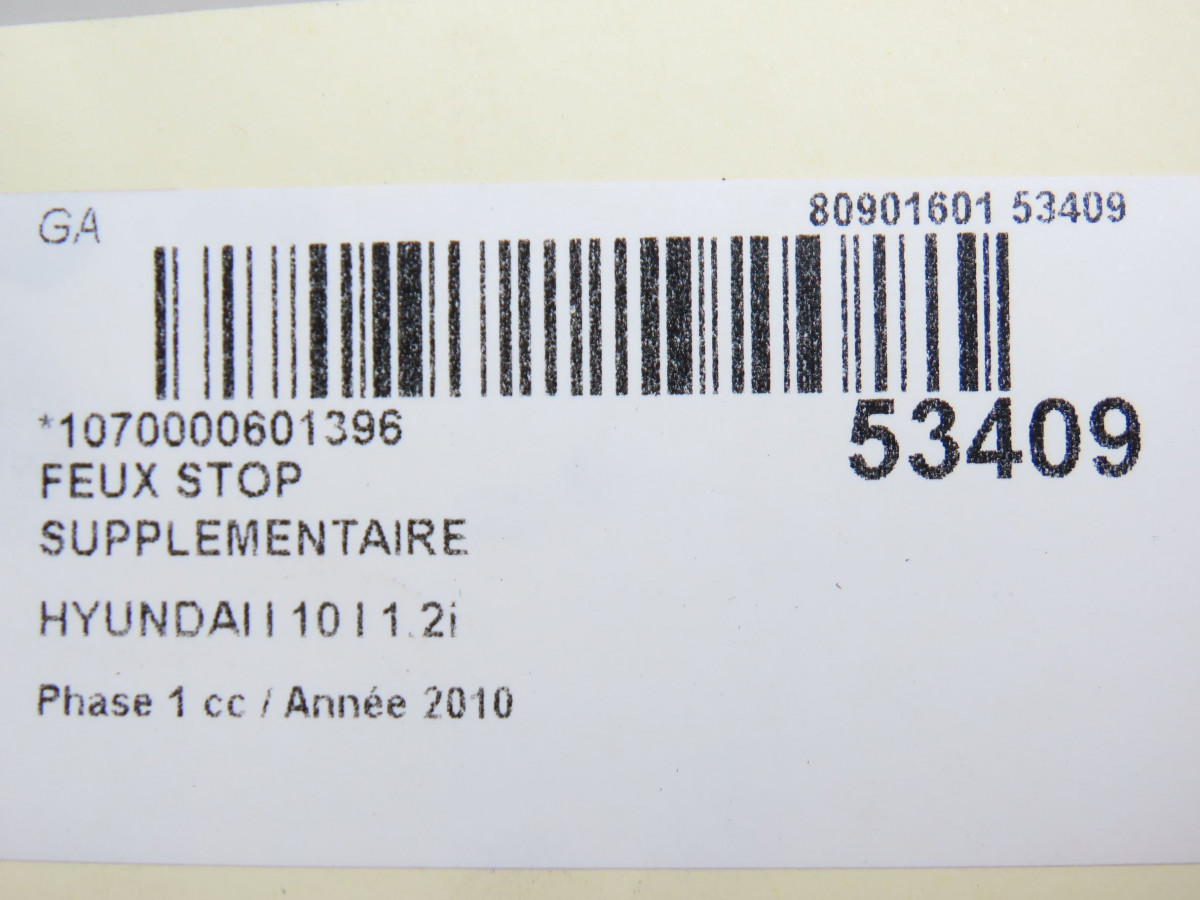 GA
80901601 53409
*1070000601396
53409
FEUX STOP
SUPPLEMENTAIRE
HYUNDAI I 10 I 1.2i
Phase 1 cc / Année 2010